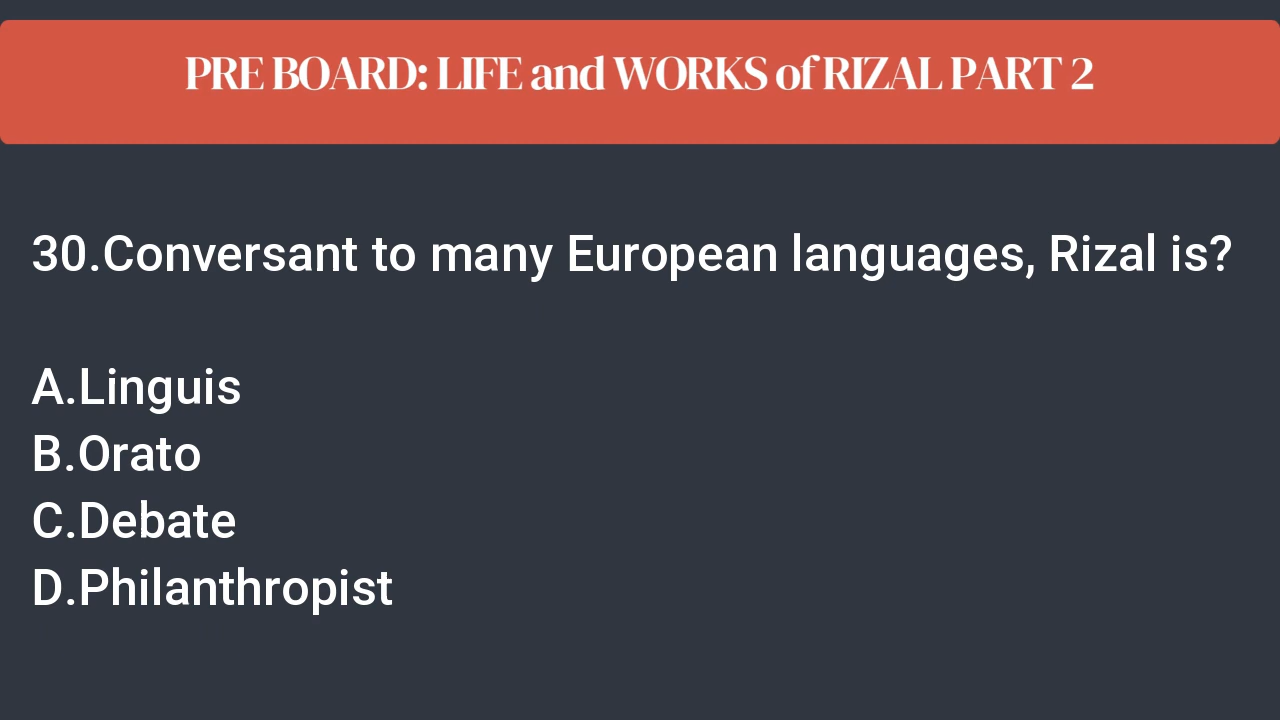 PRE BOARD: LIFE and WORKS of RIZAL PART 2
30.Conversant to many European languages, Rizal is?
A.Linguis
B.Orato
C.Debate
D.Philanthropist